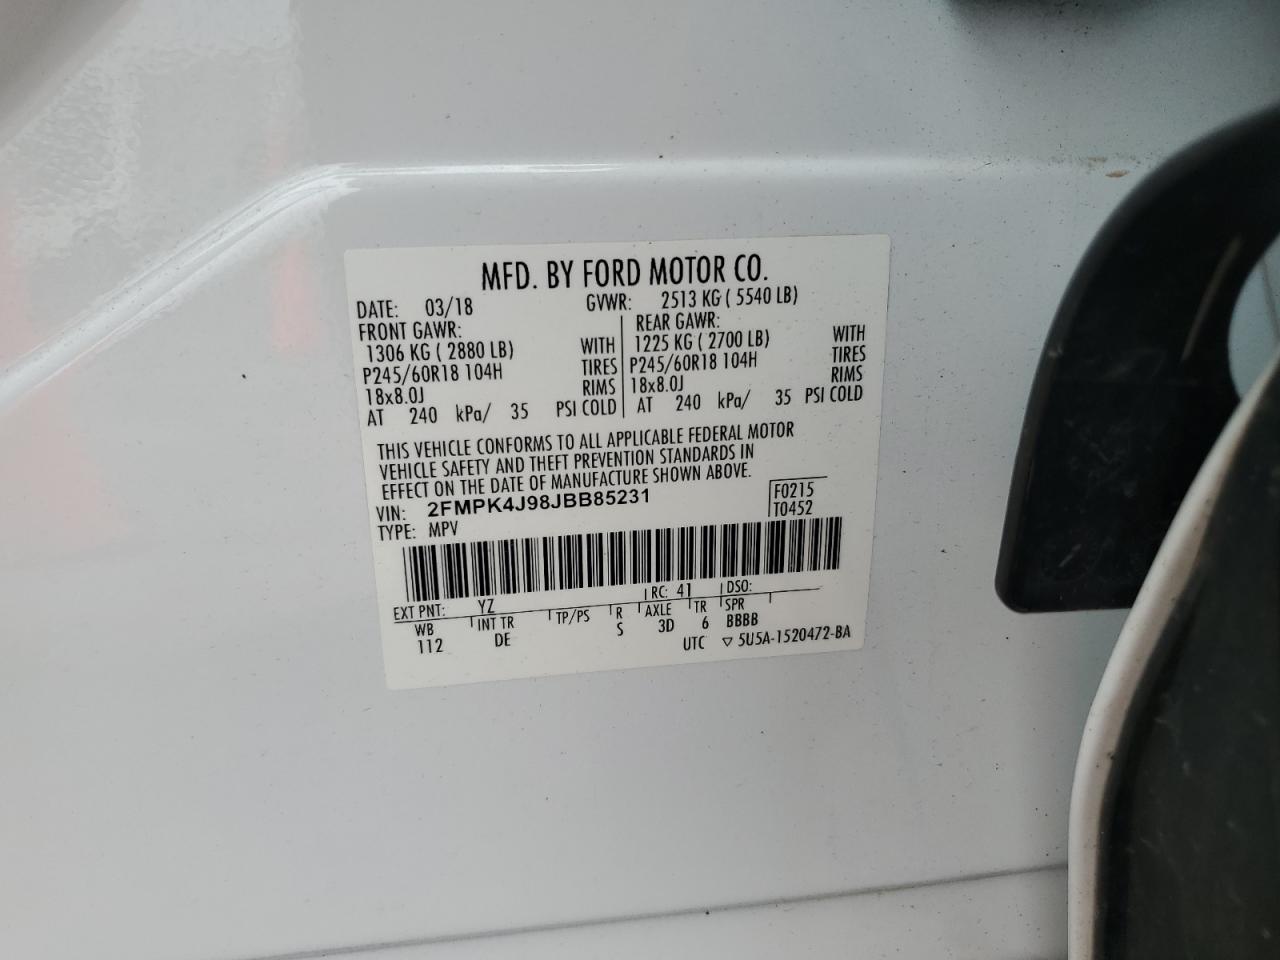 MFD. BY FORD MOTOR CO.
DATE: 03/18 GVWR: 2513 KG ( 5540 LB)
FRONT GAWR: REAR GAWR:
1306 KG ( 2880 LB) WITH 1225 KG ( 2700 LB) WITH
P245/60R18 104H TIRES P245/60R18 104H TIRES
18x8.0J RIMS 18x8.0J RIMS
AT 240 kPa/ 35 PSI COLD AT 240 kPa/ 35 PSI COLD
THIS VEHICLE CONFORMS TO ALL APPLICABLE FEDERAL MOTOR
VEHICLE SAFETY AND THEFT PREVENTION STANDARDS IN
EFFECT ON THE DATE OF MANUFACTURE SHOWN ABOVE.
VIN: 2FMPK4J98JBB85231 F0215
TYPE: MPV T0452
EXT PNT: YZ RC: 41 DSO:
WB INT TR TP/PS R AXLE TR SPR
112 DE S 3D 6 BBBB
UTC ▽ 5U5A-1520472-BA